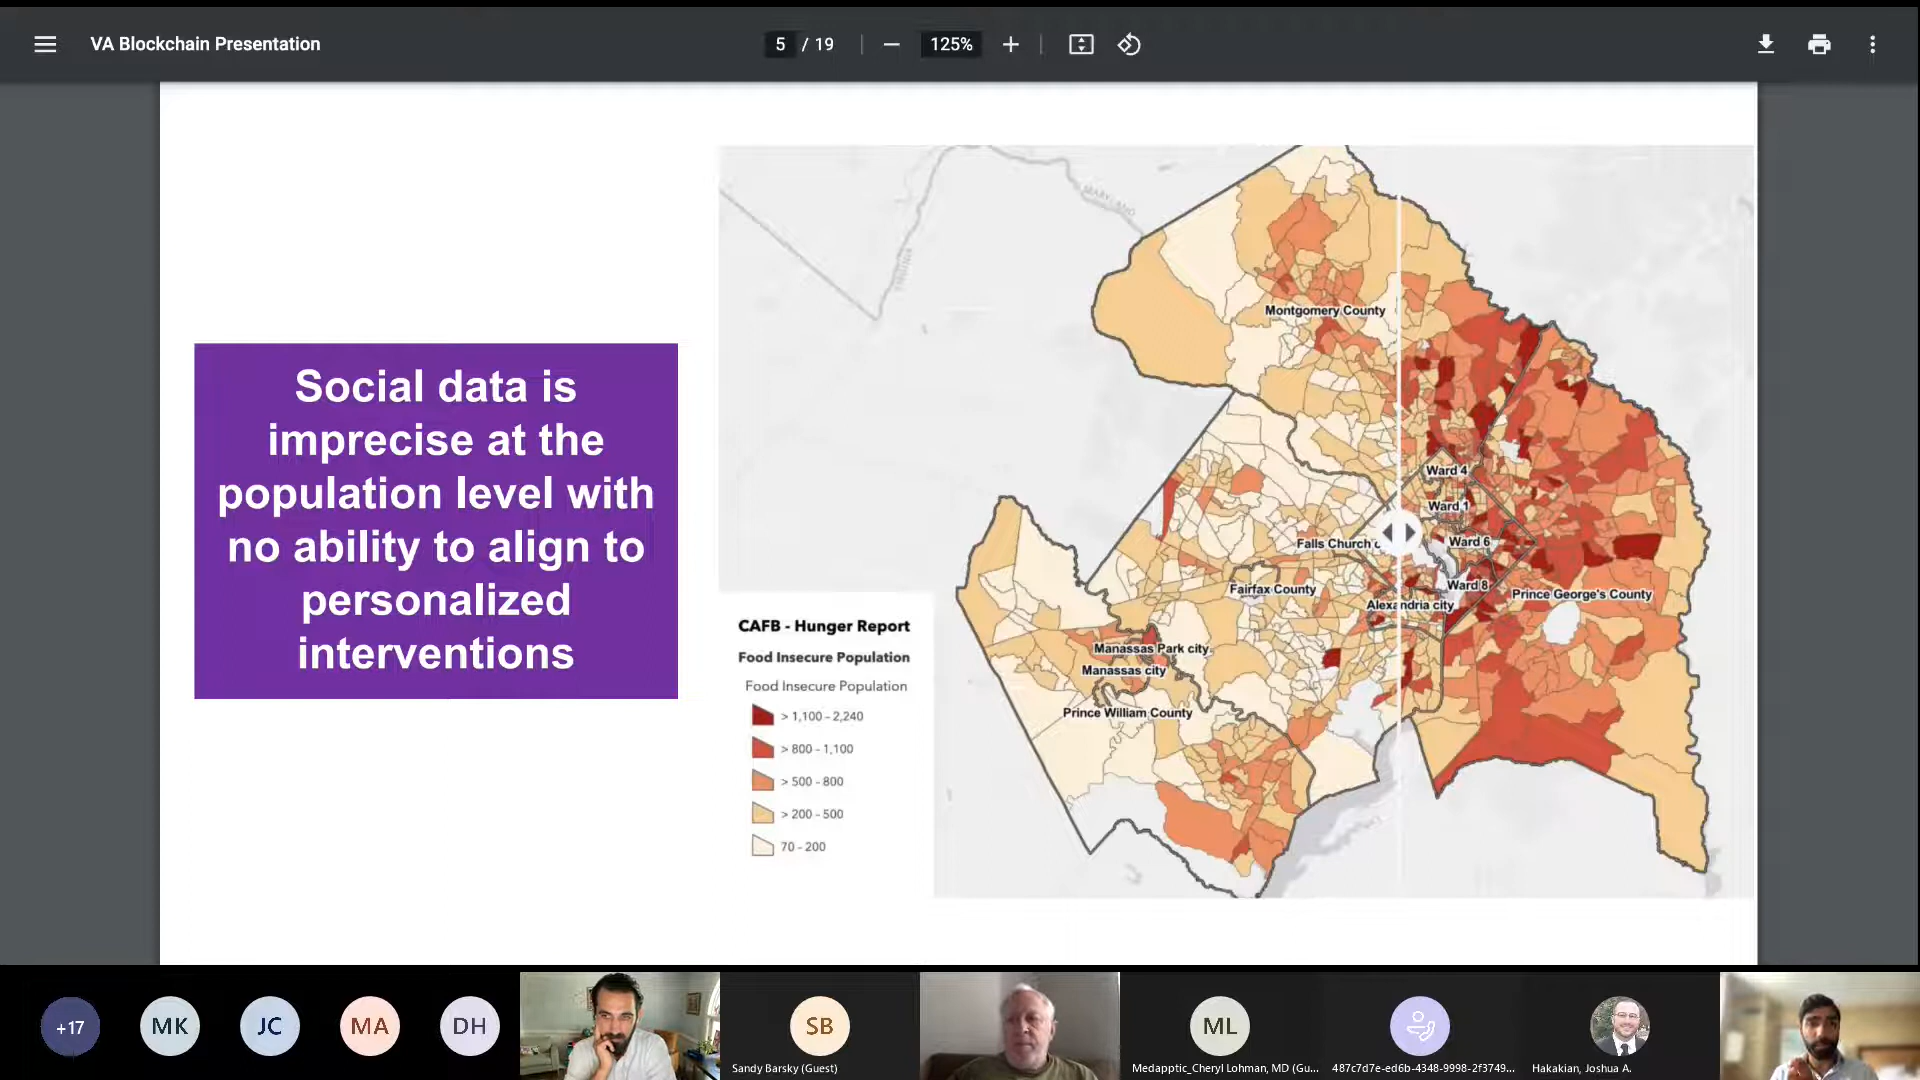 VA Blockchain Presentation
5 / 19
125%
Social data is
imprecise at the
population level with
no ability to align to
personalized
interventions
MARYLAND
VIRGINIA
Montgomery County
Ward 4
Ward 1
Falls Church c
Ward 6
Fairfax County
Ward 8
Prince George's County
Alexandria city
Manassas Park city
Manassas city
Prince William County
CAFB - Hunger Report
Food Insecure Population
Food Insecure Population
> 1,100 - 2,240
> 800 - 1,100
> 500 - 800
> 200 - 500
70 - 200
+17
MK
JC
MA
DH
SB
Sandy Barsky (Guest)
ML
Medapptic_Cheryl Lohman, MD (Gu...
487c7d7e-ed6b-4348-9998-2f3749...
Hakakian, Joshua A.